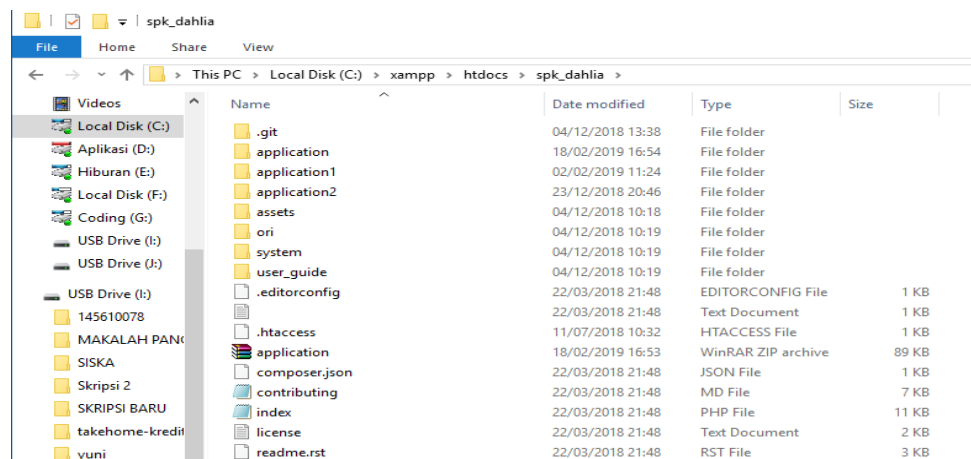 spk_dahlia
File Home Share View
This PC > Local Disk (C:) > xampp > htdocs > spk_dahlia >
Name Date modified Type Size
Videos
Local Disk (C:)
Aplikasi (D:)
Hiburan (E:)
Local Disk (F:)
Coding (G:)
USB Drive (I:)
USB Drive (J:)
USB Drive (I:)
145610078
MAKALAH PAN
SISKA
Skripsi 2
SKRIPSI BARU
takehome-kredit
yuni
.git 04/12/2018 13:38 File folder
application 18/02/2019 16:54 File folder
application1 02/02/2019 11:24 File folder
application2 23/12/2018 20:46 File folder
assets 04/12/2018 10:18 File folder
ori 04/12/2018 10:19 File folder
system 04/12/2018 10:19 File folder
user_guide 04/12/2018 10:19 File folder
.editorconfig 22/03/2018 21:48 EDITORCONFIG File 1 KB
22/03/2018 21:48 Text Document 1 KB
.htaccess 11/07/2018 10:32 HTACCESS File 1 KB
application 18/02/2019 16:53 WinRAR ZIP archive 89 KB
composer.json 22/03/2018 21:48 JSON File 1 KB
contributing 22/03/2018 21:48 MD File 7 KB
index 22/03/2018 21:48 PHP File 11 KB
license 22/03/2018 21:48 Text Document 2 KB
readme.rst 22/03/2018 21:48 RST File 3 KB